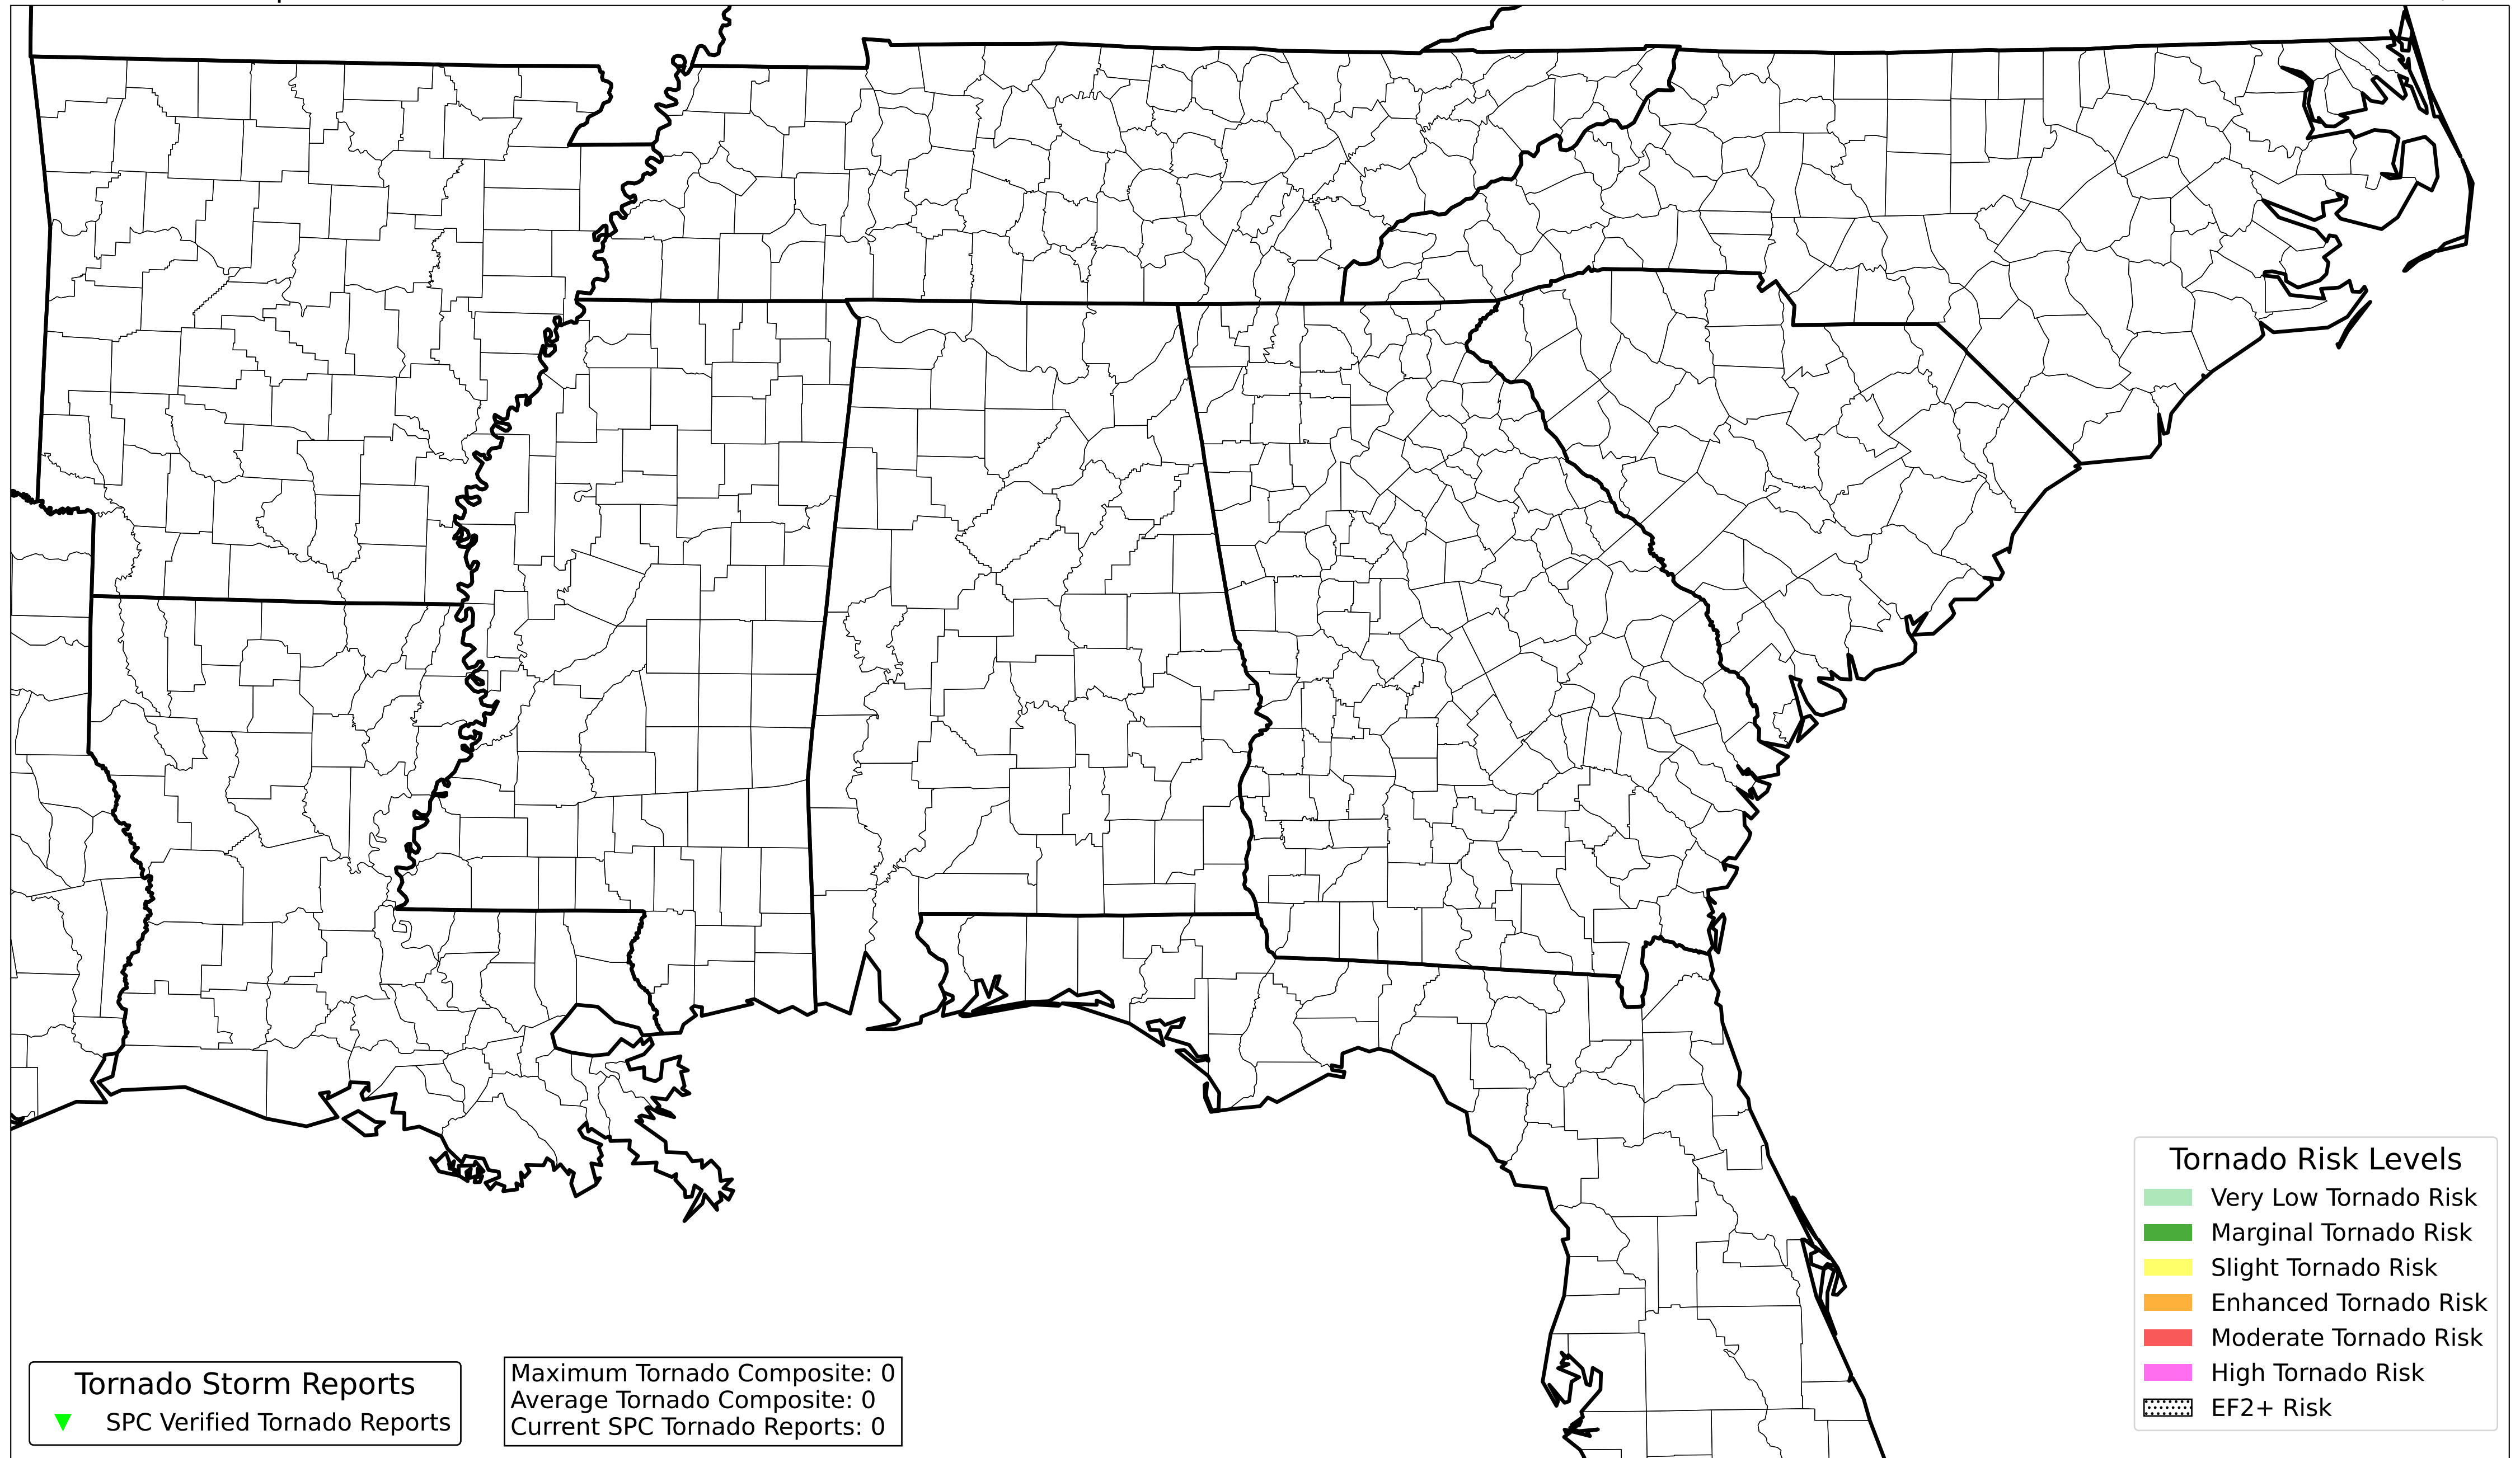 Tornado Risk Levels
Very Low Tornado Risk
Marginal Tornado Risk
Slight Tornado Risk
Enhanced Tornado Risk
Moderate Tornado Risk
High Tornado Risk
EF2+ Risk
Tornado Storm Reports
SPC Verified Tornado Reports
Maximum Tornado Composite: 0
Average Tornado Composite: 0
Current SPC Tornado Reports: 0